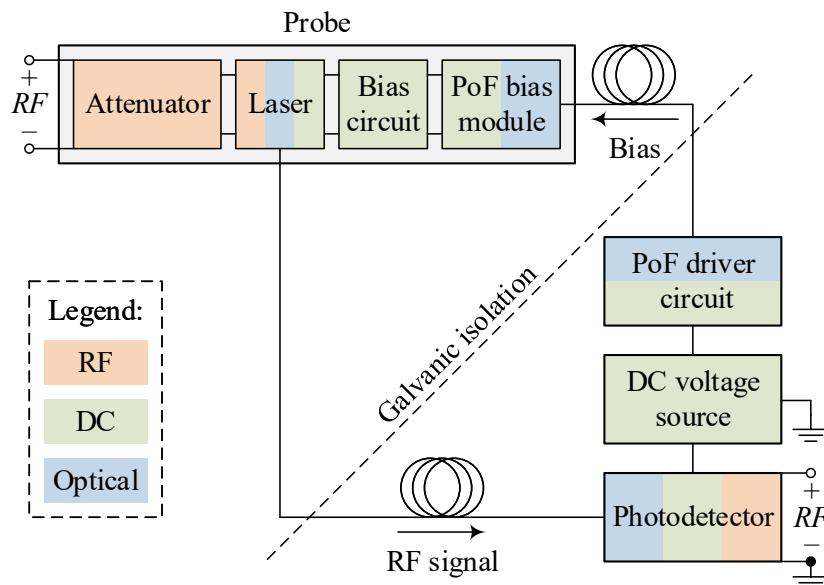 Probe
+
RF
−
Attenuator
Laser
Bias
circuit
PoF bias
module
Bias
Galvanic isolation
PoF driver
circuit
DC voltage
source
Legend:
RF
DC
Optical
RF signal
Photodetector
+
RF
−